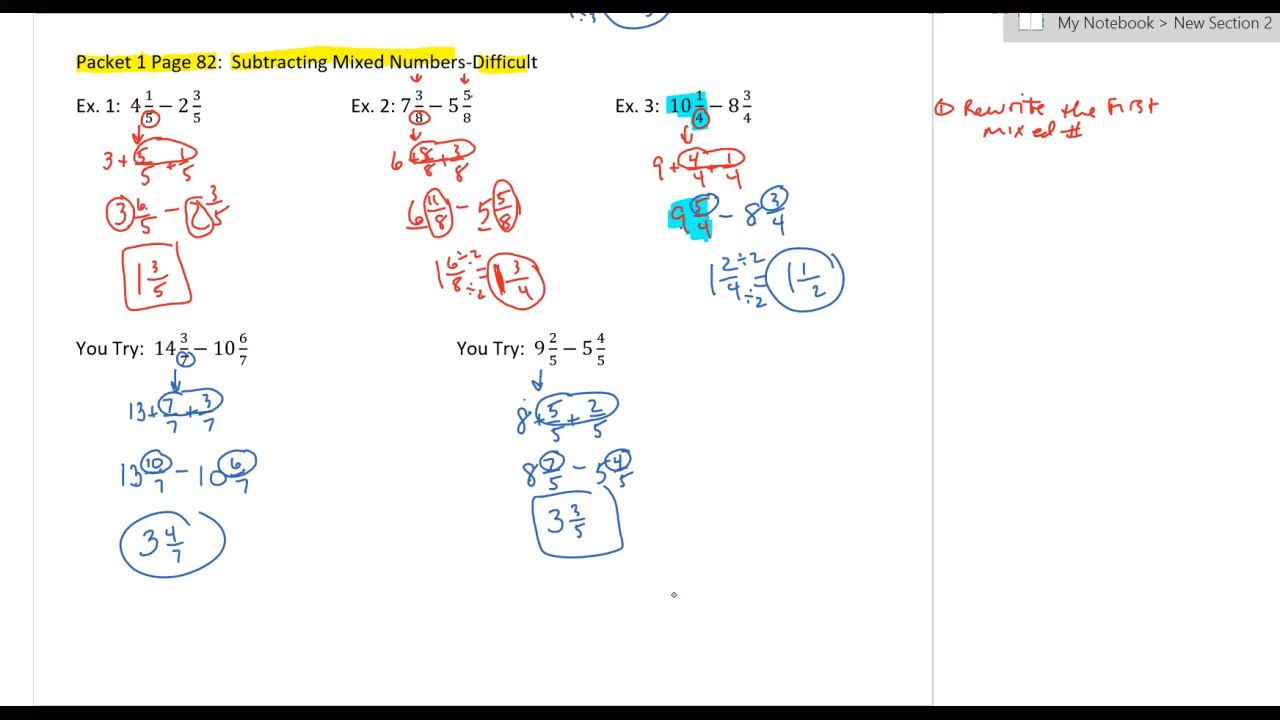 My Notebook > New Section 2
Packet 1 Page 82: Subtracting Mixed Numbers-Difficult
Ex. 1: 4 1/5 − 2 3/5
3 + 5/5 + 1/5
3 6/5 − 2 3/5
1 3/5
Ex. 2: 7 3/8 − 5 5/8
6 + 8/8 + 3/8
6 11/8 − 5 5/8
1 6/8 ÷2 ÷2 = 1 3/4
Ex. 3: 10 1/4 − 8 3/4
9 + 4/4 + 1/4
9 5/4 − 8 3/4
1 2/4 ÷2 ÷2 = 1 1/2
① Rewrite the First
mixed #
You Try: 14 3/7 − 10 6/7
13 + 7/7 + 3/7
13 10/7 − 10 6/7
3 4/7
You Try: 9 2/5 − 5 4/5
8 + 5/5 + 2/5
8 7/5 − 5 4/5
3 3/5